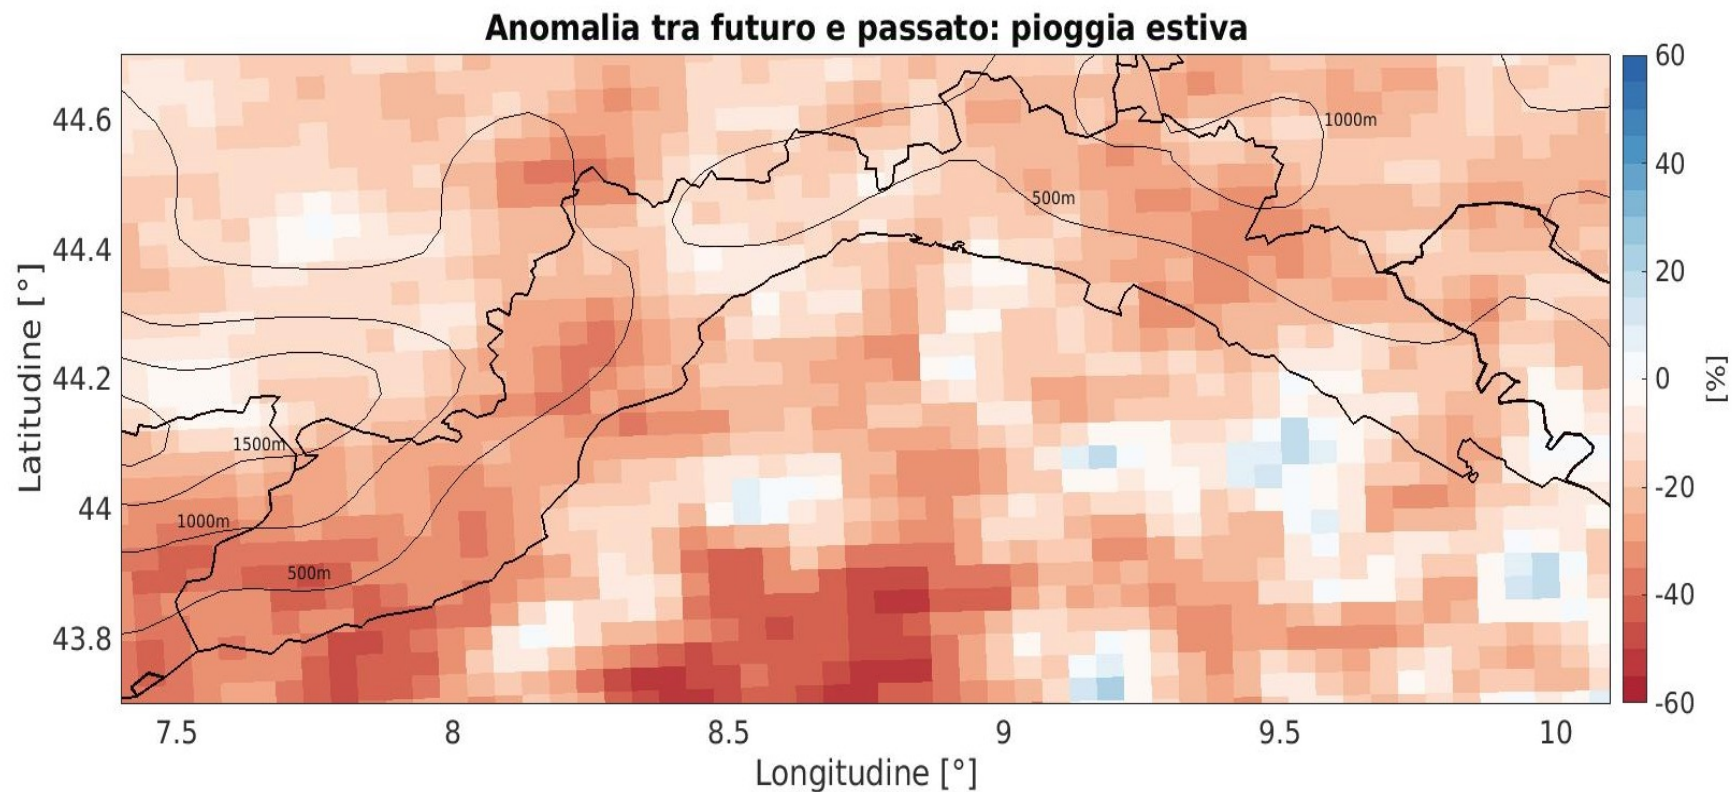 Anomalia tra futuro e passato: pioggia estiva
60
44.6
1000m
40
500m
44.4
20
Latitudine [°]
44.2
0
[%]
1500m
44
-20
1000m
500m
-40
43.8
-60
7.5
8
8.5
9
9.5
10
Longitudine [°]